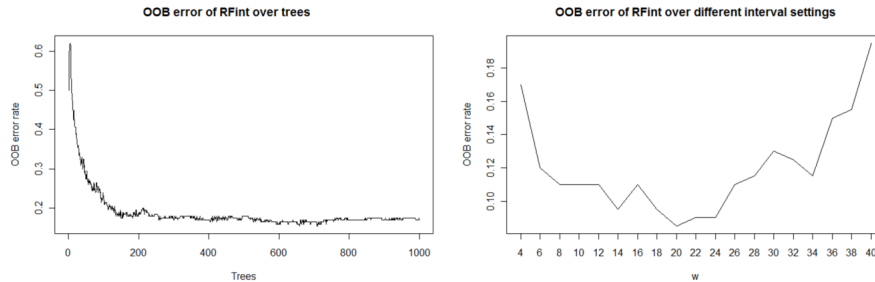 OOB error of RFint over trees
OOB error rate
0.6
0.5
0.4
0.3
0.2
0 200 400 600 800 1000
Trees
OOB error of RFint over different interval settings
OOB error rate
0.18
0.16
0.14
0.12
0.10
4 6 8 10 12 14 16 18 20 22 24 26 28 30 32 34 36 38 40
w